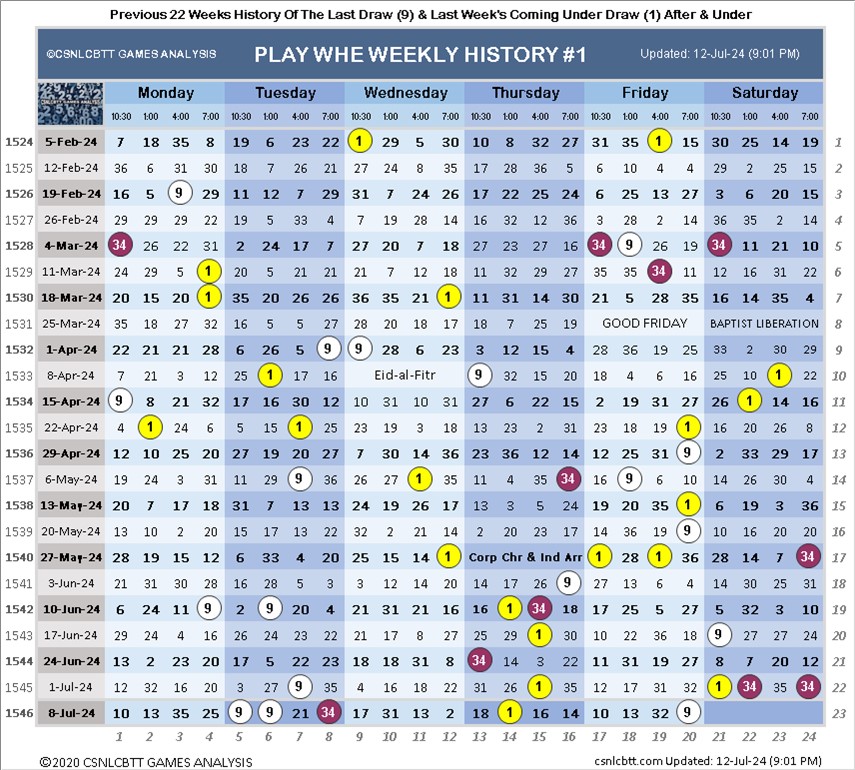 Previous 22 Weeks History Of The Last Draw (9) & Last Week's Coming Under Draw (1) After & Under
©CSNLCBTT GAMES ANALYSIS PLAY WHE WEEKLY HISTORY #1 Updated: 12-Jul-24 (9:01 PM)
Monday Tuesday Wednesday Thursday Friday Saturday
CSNLCBTT GAMES ANALYSIS 10:30 1:00 4:00 7:00 10:30 1:00 4:00 7:00 10:30 1:00 4:00 7:00 10:30 1:00 4:00 7:00 10:30 1:00 4:00 7:00 10:30 1:00 4:00 7:00
1524 5-Feb-24 7 18 35 8 19 6 23 22 1 29 5 30 10 8 32 27 31 35 1 15 30 25 14 19 1
1525 12-Feb-24 36 6 31 30 18 7 26 21 27 24 8 35 17 28 36 5 6 10 4 4 29 2 25 15 2
1526 19-Feb-24 16 5 9 29 11 12 7 29 31 7 24 26 17 22 25 24 6 25 13 27 3 6 20 15 3
1527 26-Feb-24 29 29 29 22 19 5 33 4 7 19 28 14 16 32 12 36 3 28 2 14 36 35 2 14 4
1528 4-Mar-24 34 26 22 31 2 24 17 7 27 20 7 18 27 23 27 16 34 9 26 19 34 11 21 10 5
1529 11-Mar-24 24 29 5 1 20 5 21 21 21 7 12 18 11 32 29 27 35 35 34 11 12 16 31 22 6
1530 18-Mar-24 20 15 20 1 35 20 26 26 36 35 21 1 11 31 14 30 21 5 28 35 16 14 35 4 7
1531 25-Mar-24 35 18 27 32 16 5 5 27 28 20 18 17 18 7 25 19 GOOD FRIDAY BAPTIST LIBERATION 8
1532 1-Apr-24 22 21 21 28 6 26 5 9 9 28 6 23 3 12 15 4 28 36 19 25 33 2 30 29 9
1533 8-Apr-24 7 21 3 12 25 1 17 16 Eid-al-Fitr 9 32 15 20 18 4 6 16 25 10 1 22 10
1534 15-Apr-24 9 8 21 32 17 16 30 12 10 31 10 31 27 6 22 15 2 19 31 27 26 1 14 16 11
1535 22-Apr-24 4 1 24 6 5 15 1 25 23 19 3 18 13 23 2 31 23 18 19 1 16 20 26 8 12
1536 29-Apr-24 12 10 25 25 27 19 20 27 7 30 14 36 23 36 12 14 12 25 31 9 2 33 29 17 13
1537 6-May-24 19 24 3 25 11 29 9 36 26 27 1 21 11 4 35 34 16 9 16 20 14 26 30 4 14
1538 13-May-24 20 7 17 18 31 7 13 13 24 19 26 17 13 3 5 24 19 20 35 1 6 19 3 36 15
1539 20-May-24 13 10 2 20 15 17 13 22 32 2 21 14 2 20 23 17 14 36 19 9 10 16 20 20 16
1540 27-May-24 28 19 15 12 6 33 4 20 25 15 14 1 Corp Chr & Ind Arr 1 28 1 36 28 14 7 34 17
1541 3-Jun-24 21 31 30 28 16 28 5 3 3 12 14 20 14 17 26 9 27 13 6 4 14 30 25 31 18
1542 10-Jun-24 6 24 11 9 2 9 20 4 21 31 21 16 16 1 34 18 17 25 5 27 5 32 3 10 19
1543 17-Jun-24 29 24 4 16 26 24 23 22 21 17 8 27 25 29 1 30 10 22 36 18 9 27 27 24 20
1544 24-Jun-24 13 2 23 20 17 5 22 23 18 18 31 8 34 14 3 22 11 31 19 27 8 7 20 12 21
1545 1-Jul-24 12 32 16 20 3 27 9 35 4 16 18 22 31 26 1 35 12 17 31 32 1 22 34 34 22
1546 8-Jul-24 10 13 35 25 9 9 21 34 17 31 13 2 18 1 16 14 10 13 32 9 23
1 2 3 4 5 6 7 8 9 10 11 12 13 14 15 16 17 18 19 20 21 22 23 24
©2020 CSNLCBTT GAMES ANALYSIS csnlcbtt.com Updated: 12-Jul-24 (9:01 PM)